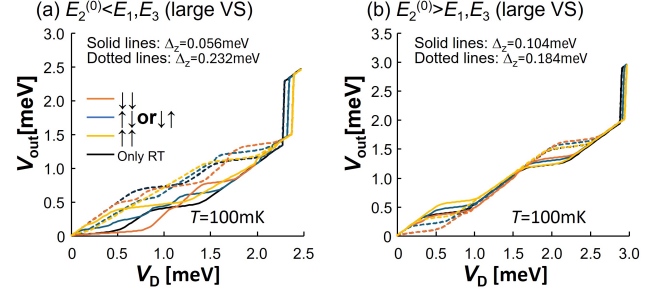 (a) E₂⁽⁰⁾<E₁,E₃ (large VS)
Solid lines: Δz=0.056meV
Dotted lines: Δz=0.232meV
↓↓
↑↓or↓↑
↑↑
Only RT
T=100mK
Vout[meV]
3.5
3.0
2.5
2.0
1.5
1.0
0.5
0
0 0.5 1.0 1.5 2.0 2.5
VD [meV]
(b) E₂⁽⁰⁾>E₁,E₃ (large VS)
Solid lines: Δz=0.104meV
Dotted lines: Δz=0.184meV
T=100mK
Vout[meV]
3.5
3.0
2.5
2.0
1.5
1.0
0.5
0
0 0.5 1.0 1.5 2.0 2.5 3.0
VD [meV]